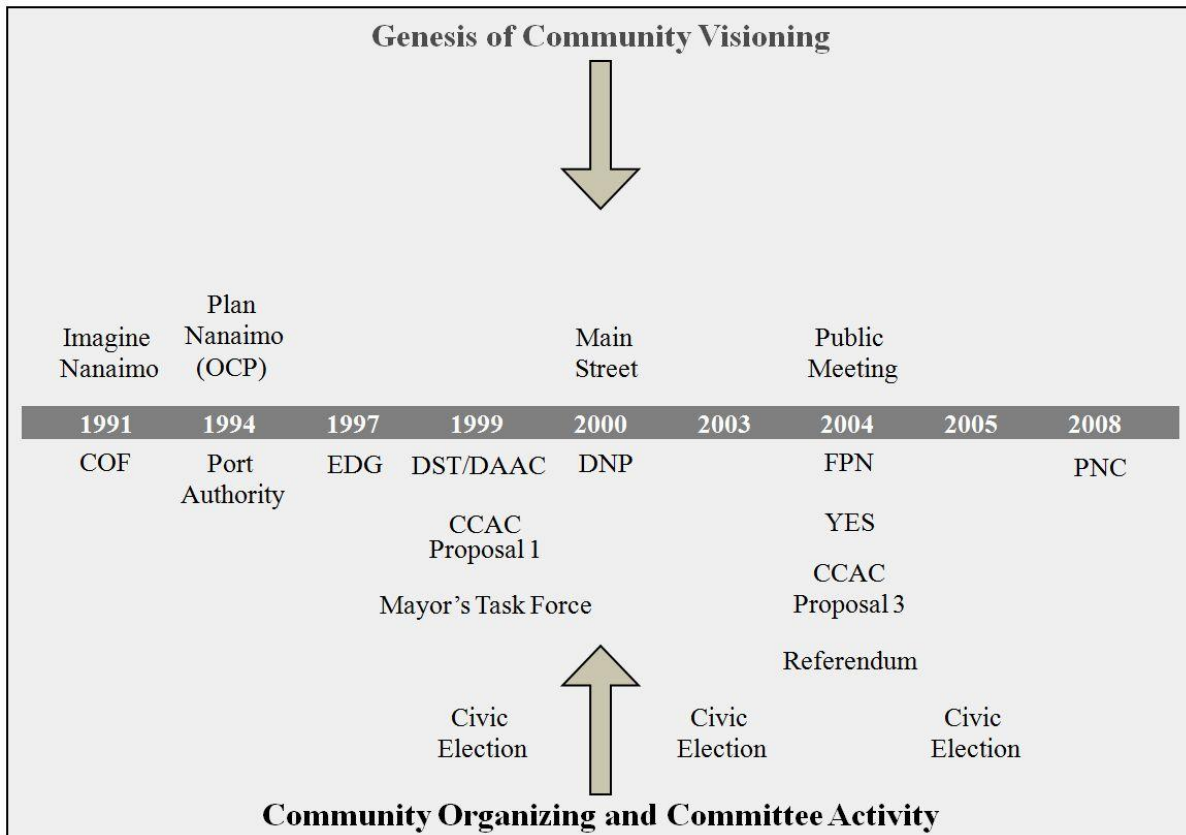 Genesis of Community Visioning
Plan
Nanaimo
(OCP)
Imagine
Nanaimo
Main
Street
Public
Meeting
1991 1994 1997 1999 2000 2003 2004 2005 2008
COF
Port
Authority
EDG
DST/DAAC
DNP
FPN
PNC
CCAC
Proposal 1
YES
CCAC
Proposal 3
Mayor's Task Force
Referendum
Civic
Election
Civic
Election
Civic
Election
Community Organizing and Committee Activity